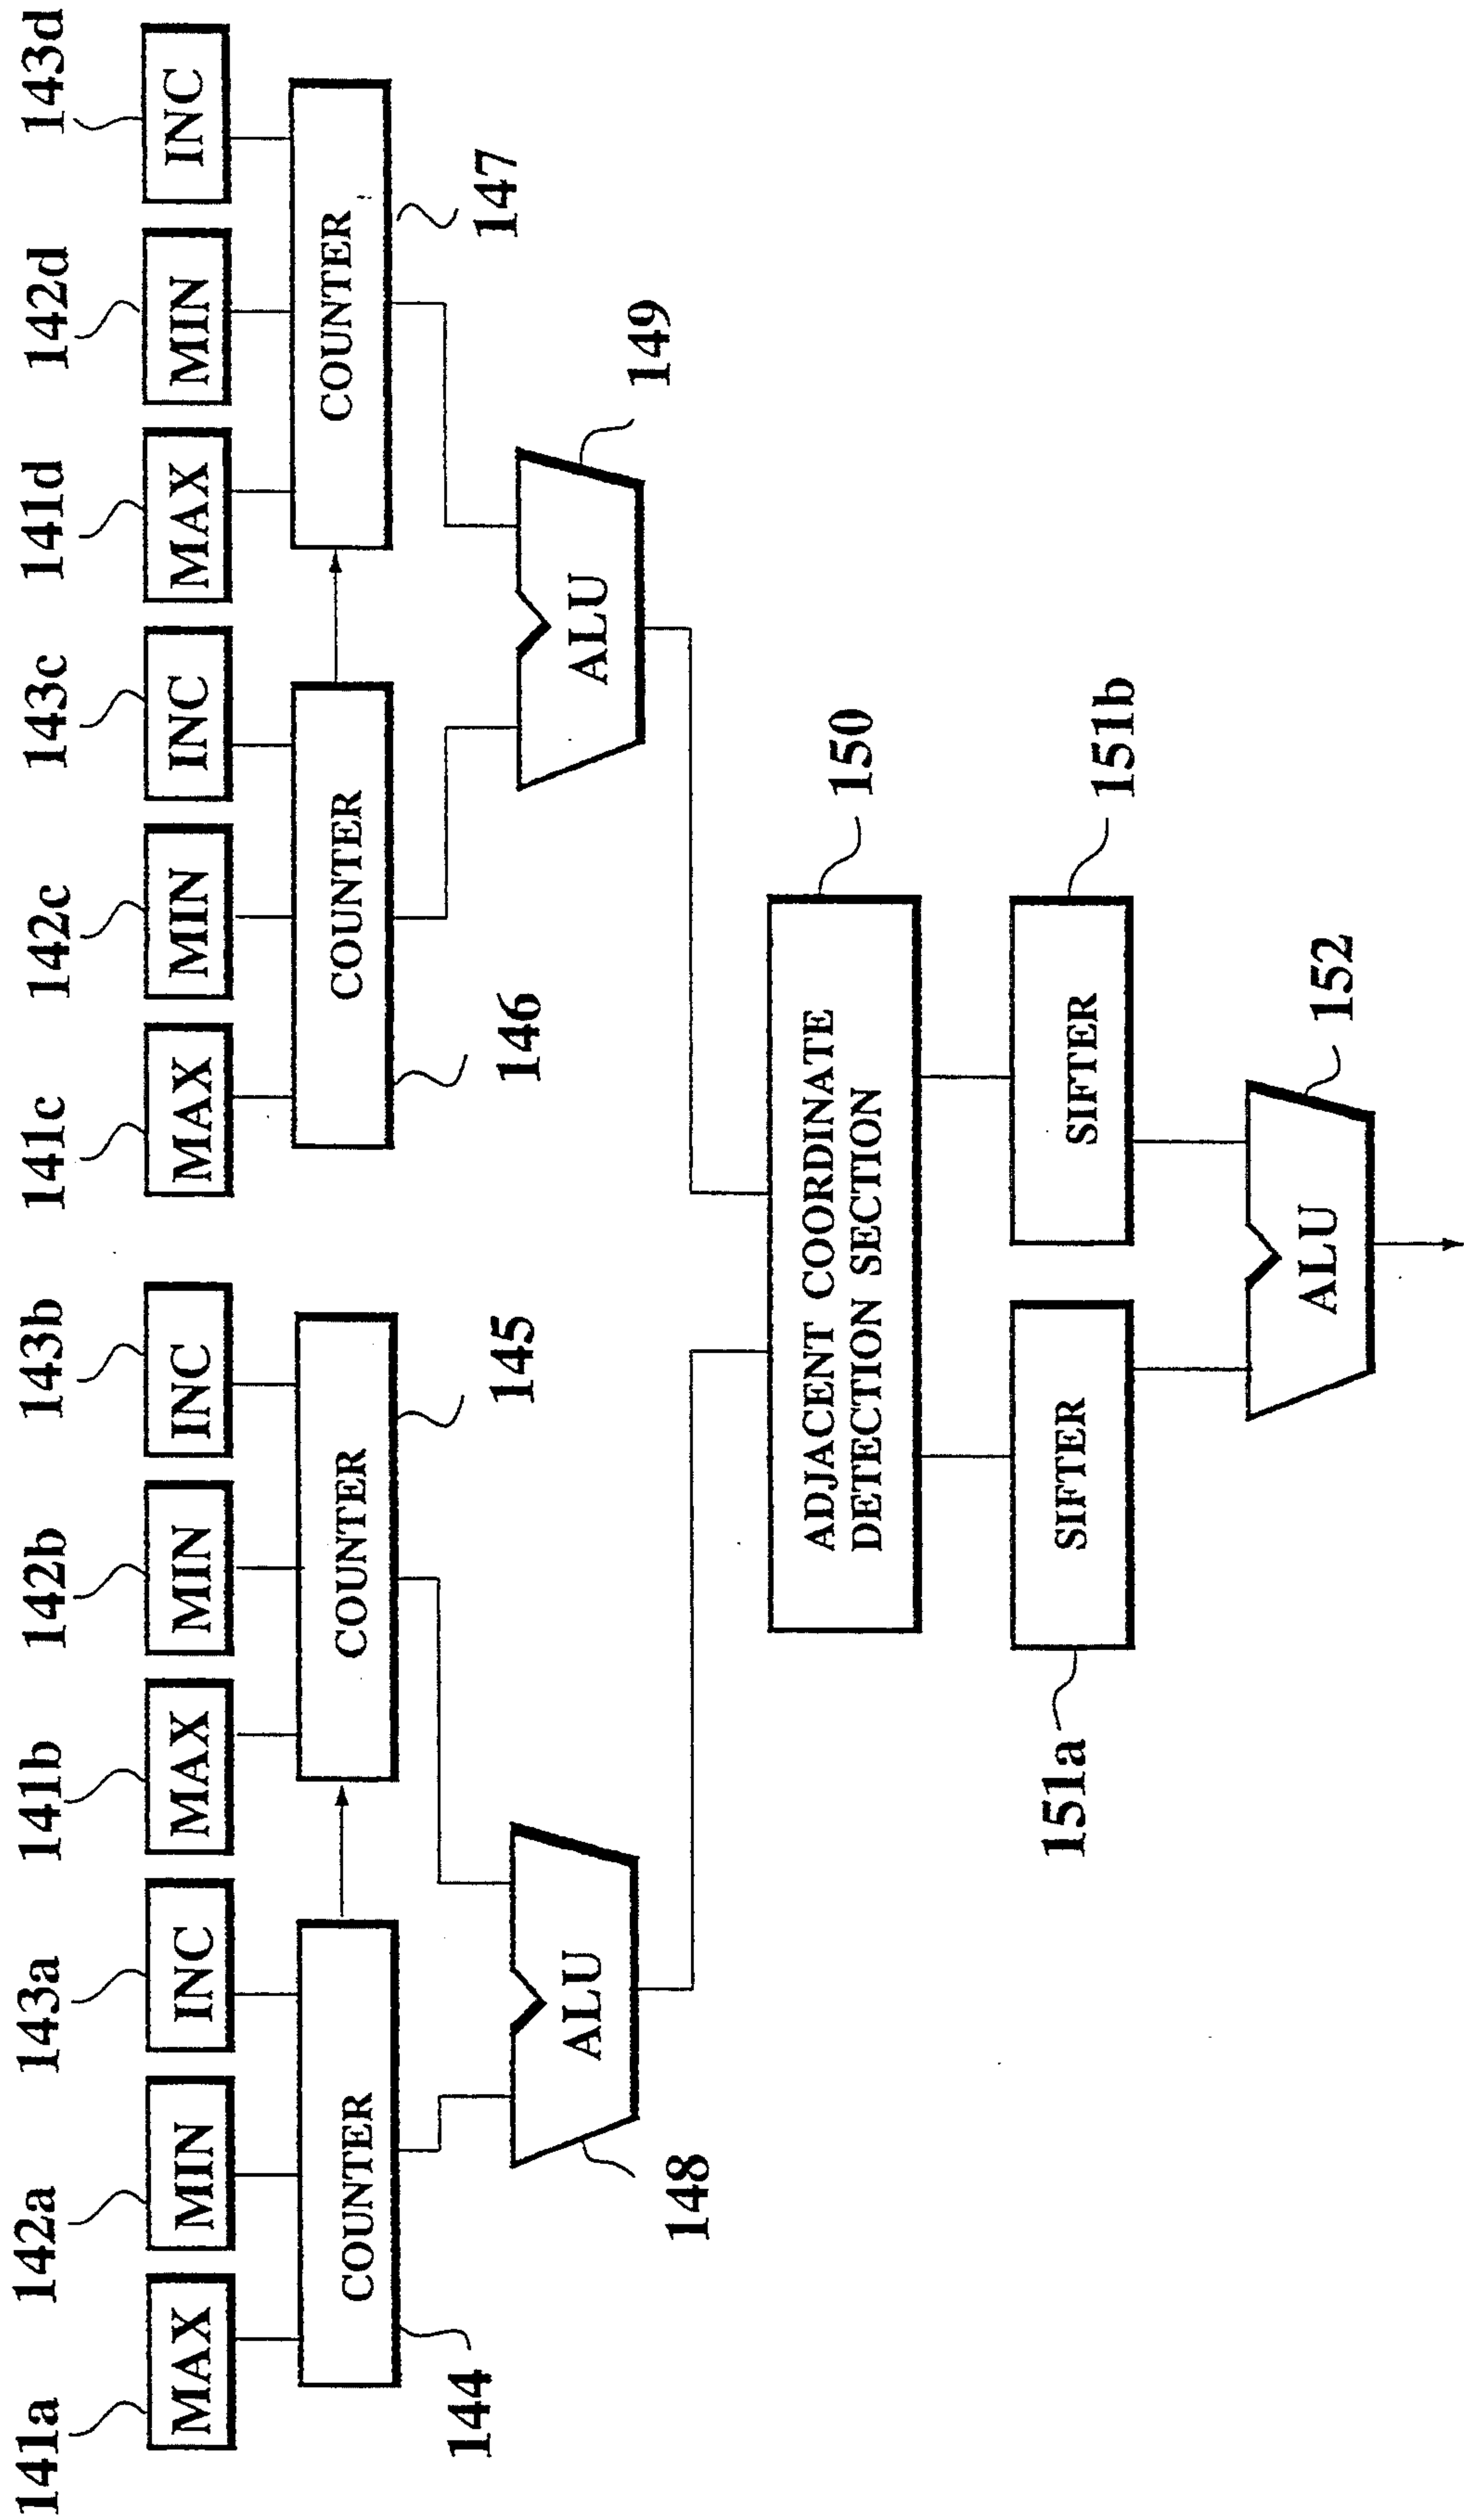 141a 142a 143a 141b 142b 143b 141c 142c 143c 141d 142d 143d
MAX MIN INC MAX MIN INC MAX MIN INC MAX MIN INC
COUNTER COUNTER COUNTER COUNTER
144 145 146 147
ALU ALU
148 149
150
ADJACENT COORDINATE
DETECTION SECTION
SIFTER SIFTER
151a 151b
ALU
152